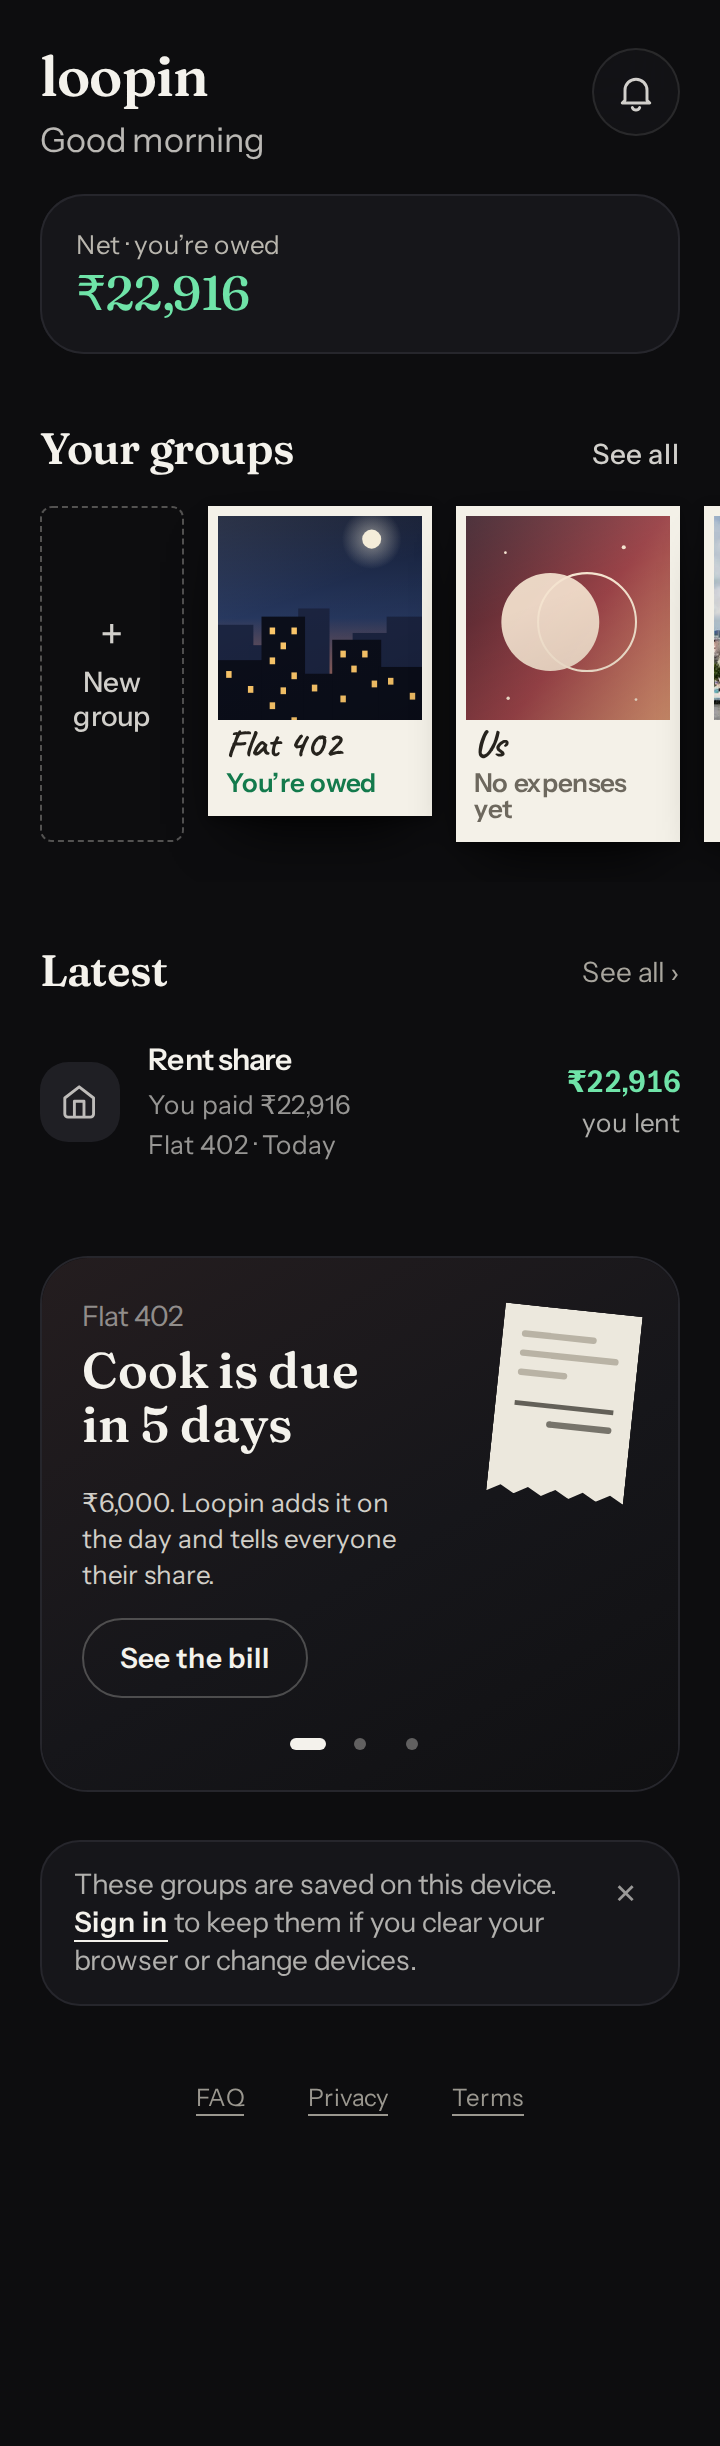 loopin
Good morning
Net · you’re owed
₹22,916
Your groups
See all
+
New
group
Flat 402
You’re owed
Us
No expenses
yet
Latest
See all ›
Rent share
You paid ₹22,916
Flat 402 · Today
₹22,916
you lent
Flat 402
Cook is due
in 5 days
₹6,000. Loopin adds it on
the day and tells everyone
their share.
See the bill
These groups are saved on this device.
Sign in to keep them if you clear your
browser or change devices.
FAQ
Privacy
Terms